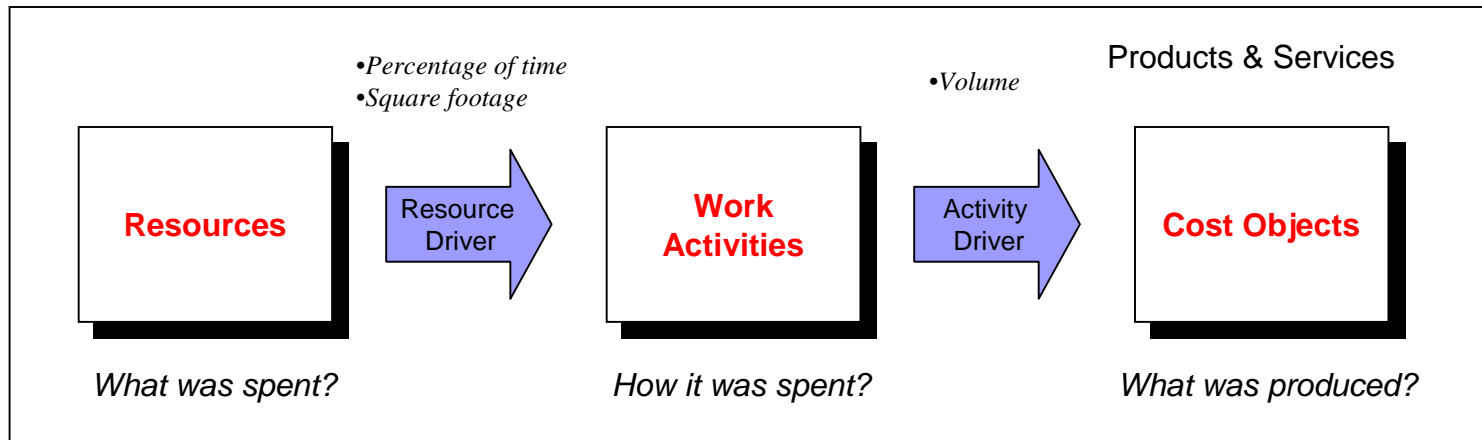 •Percentage of time
•Square footage
•Volume
Products & Services
Resources
Resource
Driver
Work
Activities
Activity
Driver
Cost Objects
What was spent?
How it was spent?
What was produced?